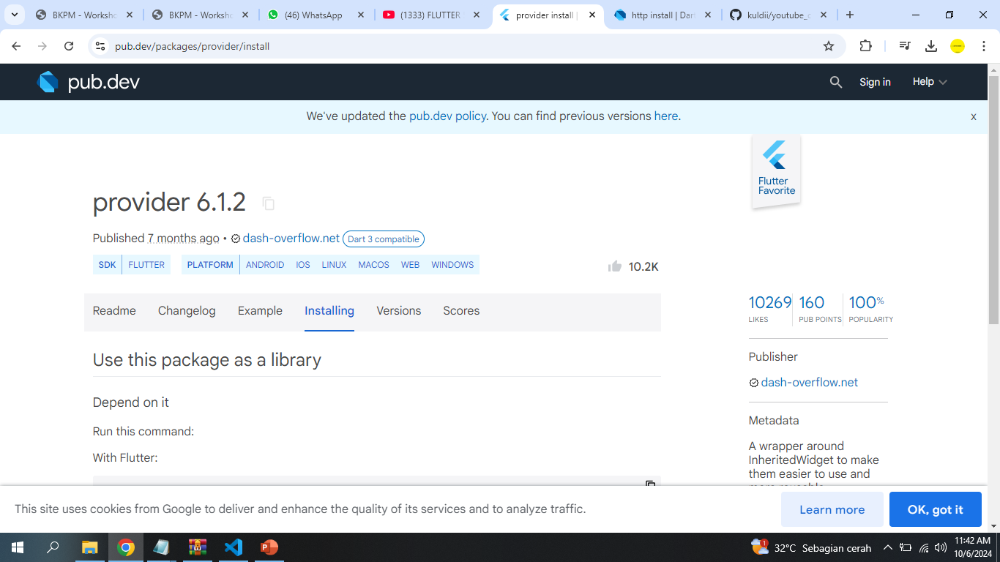 BKPM - Worksho
BKPM - Worksho
(46) WhatsApp
(1333) FLUTTER
provider install |
http install | Dar
kuldii/youtube_c
pub.dev/packages/provider/install
pub.dev
Sign in
Help
We've updated the pub.dev policy. You can find previous versions here.
x
Flutter
Favorite
provider 6.1.2
Published 7 months ago • dash-overflow.net Dart 3 compatible
SDK FLUTTER PLATFORM ANDROID IOS LINUX MACOS WEB WINDOWS
10.2K
Readme Changelog Example Installing Versions Scores
10269 160 100%
LIKES PUB POINTS POPULARITY
Use this package as a library
Publisher
dash-overflow.net
Depend on it
Metadata
Run this command:
A wrapper around
InheritedWidget to make
them easier to use and
With Flutter:
This site uses cookies from Google to deliver and enhance the quality of its services and to analyze traffic.
Learn more
OK, got it
1
32°C Sebagian cerah
11:42 AM
10/6/2024